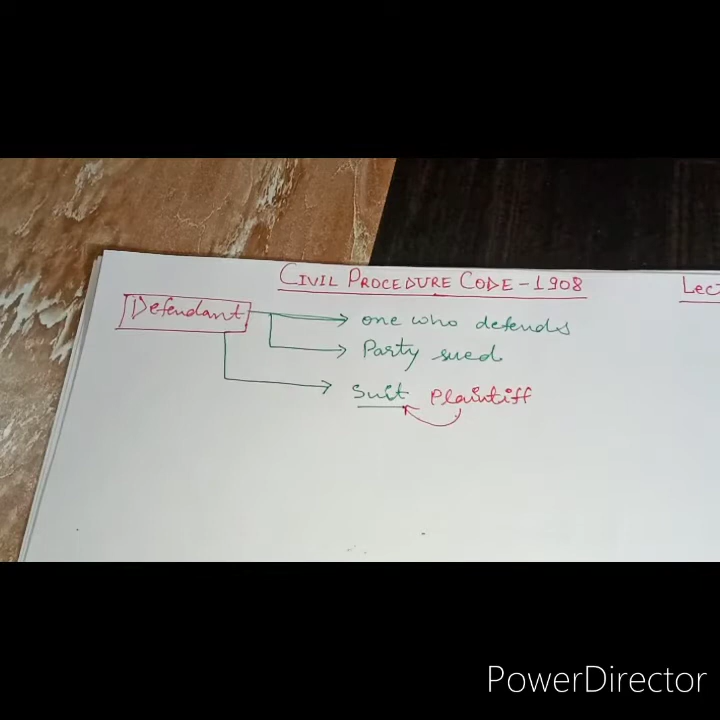 CIVIL PROCEDURE CODE - 1908
Lec
Defendant
one who defends
Party sued
Suit Plaintiff
PowerDirector